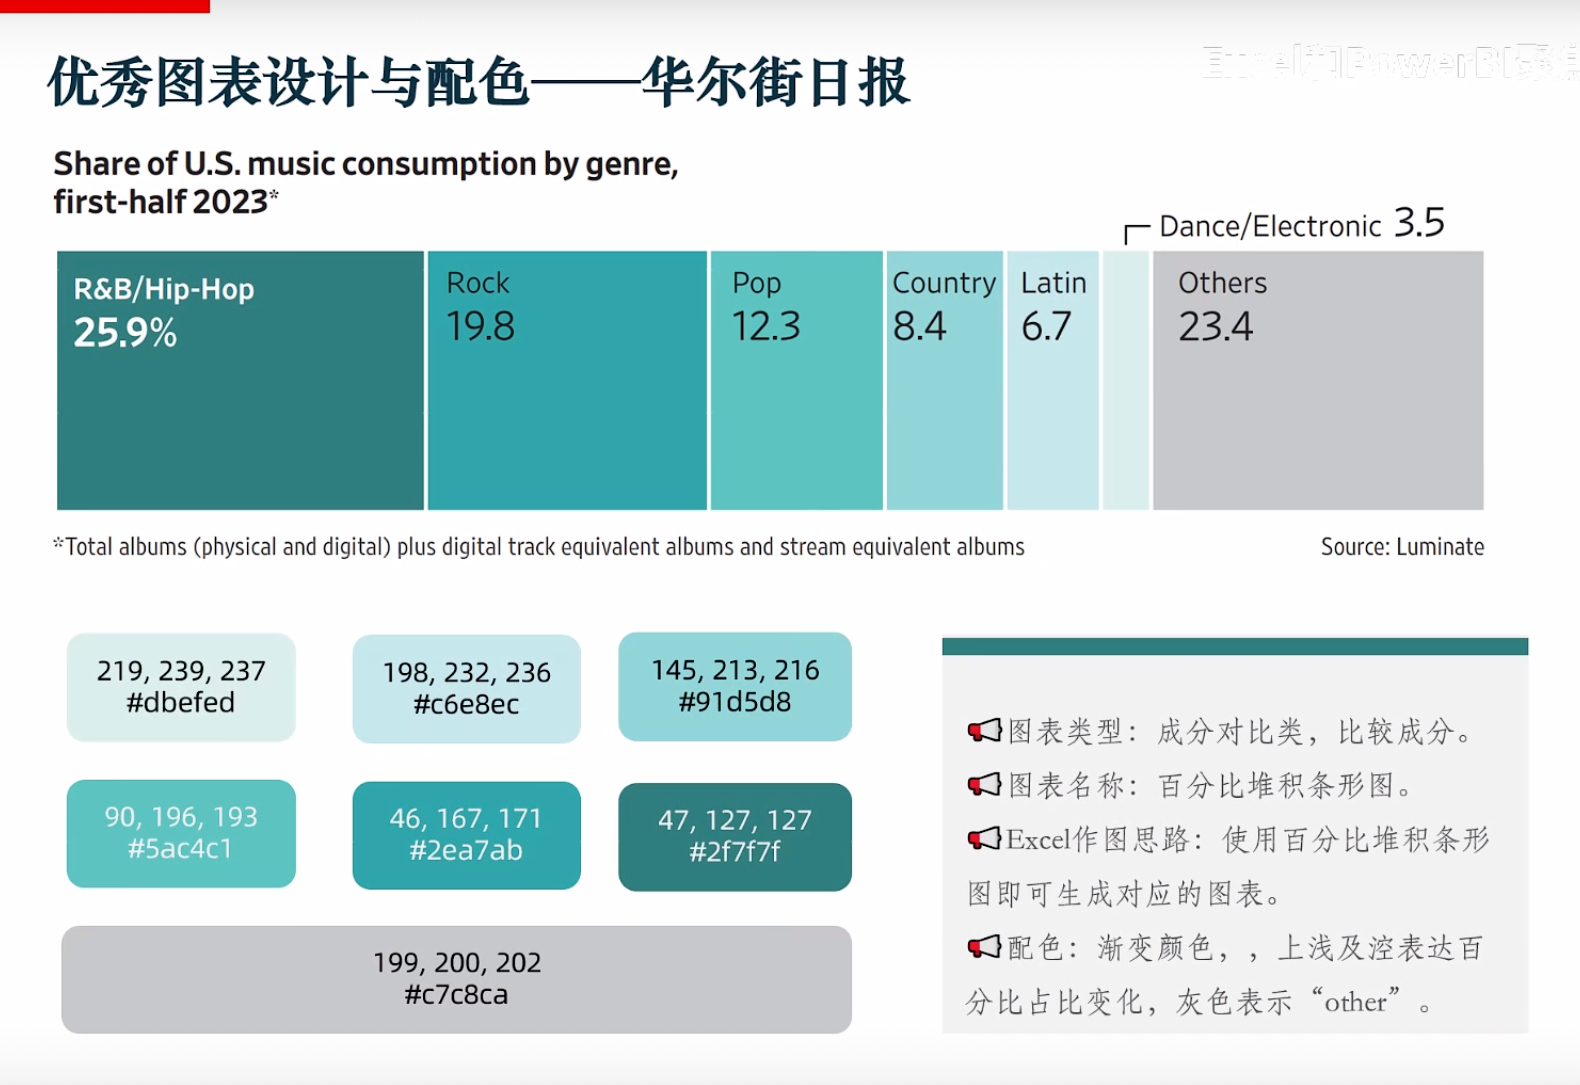 优秀图表设计与配色——华尔街日报
Share of U.S. music consumption by genre,
first-half 2023*
Dance/Electronic 3.5
R&B/Hip-Hop
25.9%
Rock
19.8
Pop
12.3
Country
8.4
Latin
6.7
Others
23.4
*Total albums (physical and digital) plus digital track equivalent albums and stream equivalent albums
Source: Luminate
219, 239, 237
#dbefed
198, 232, 236
#c6e8ec
145, 213, 216
#91d5d8
90, 196, 193
#5ac4c1
46, 167, 171
#2ea7ab
47, 127, 127
#2f7f7f
199, 200, 202
#c7c8ca
图表类型：成分对比类，比较成分。
图表名称：百分比堆积条形图。
Excel作图思路：使用百分比堆积条形
图即可生成对应的图表。
配色：渐变颜色，，上浅及涳表达百
分比占比变化，灰色表示“other”。